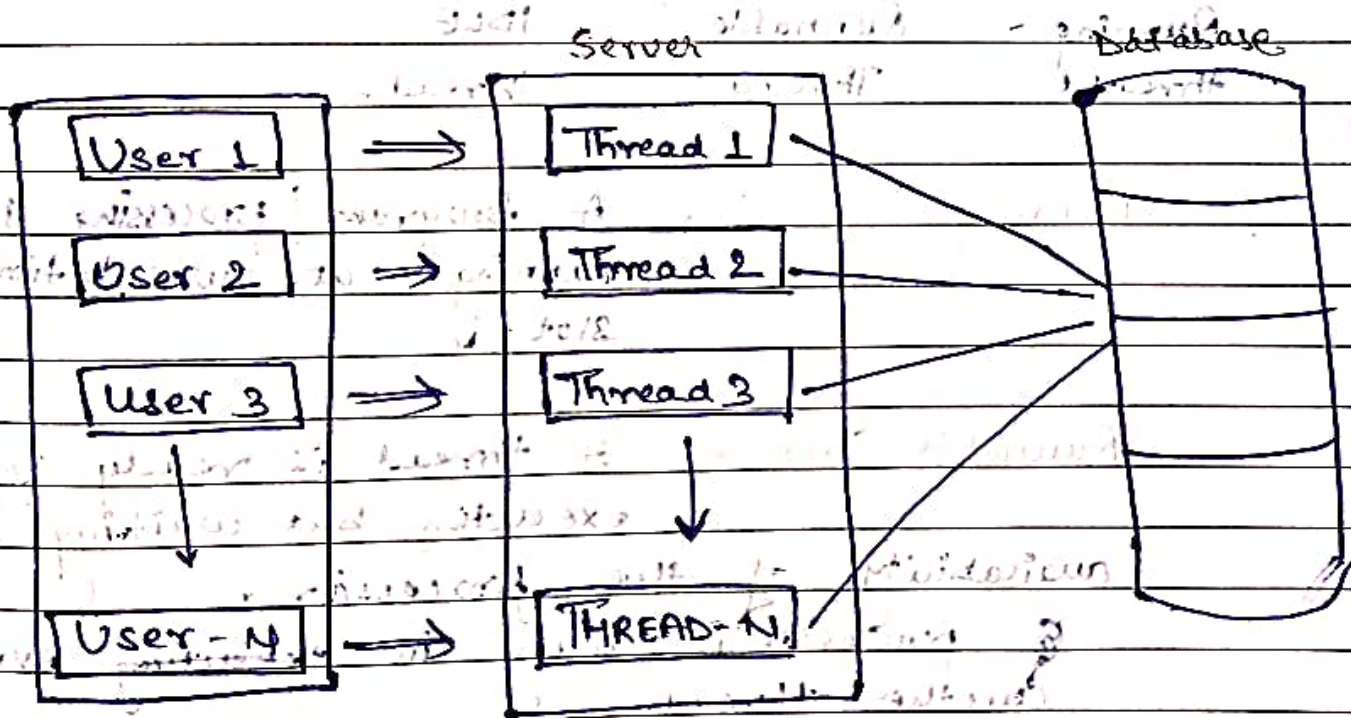 Server
Database
User 1
Thread 1
User 2
Thread 2
User 3
Thread 3
User - N
THREAD - N